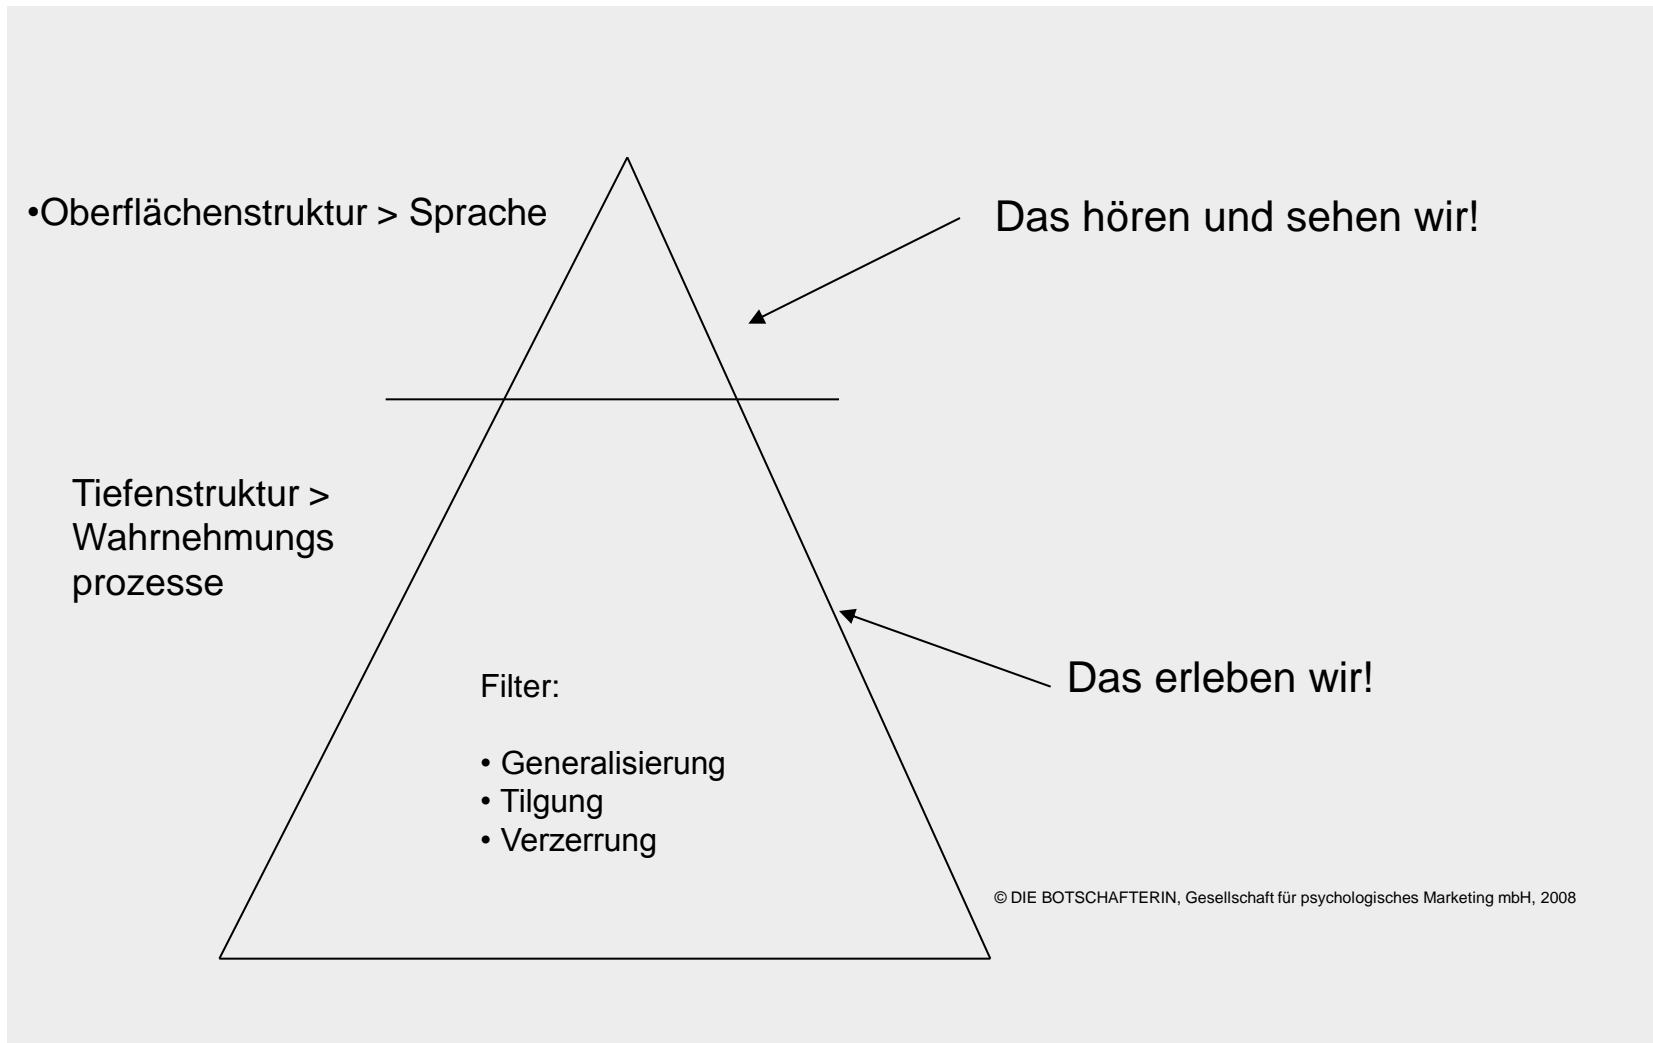 •Oberflächenstruktur > Sprache
Das hören und sehen wir!
Tiefenstruktur >
Wahrnehmungs
prozesse
Das erleben wir!
Filter:
• Generalisierung
• Tilgung
• Verzerrung
© DIE BOTSCHAFTERIN, Gesellschaft für psychologisches Marketing mbH, 2008